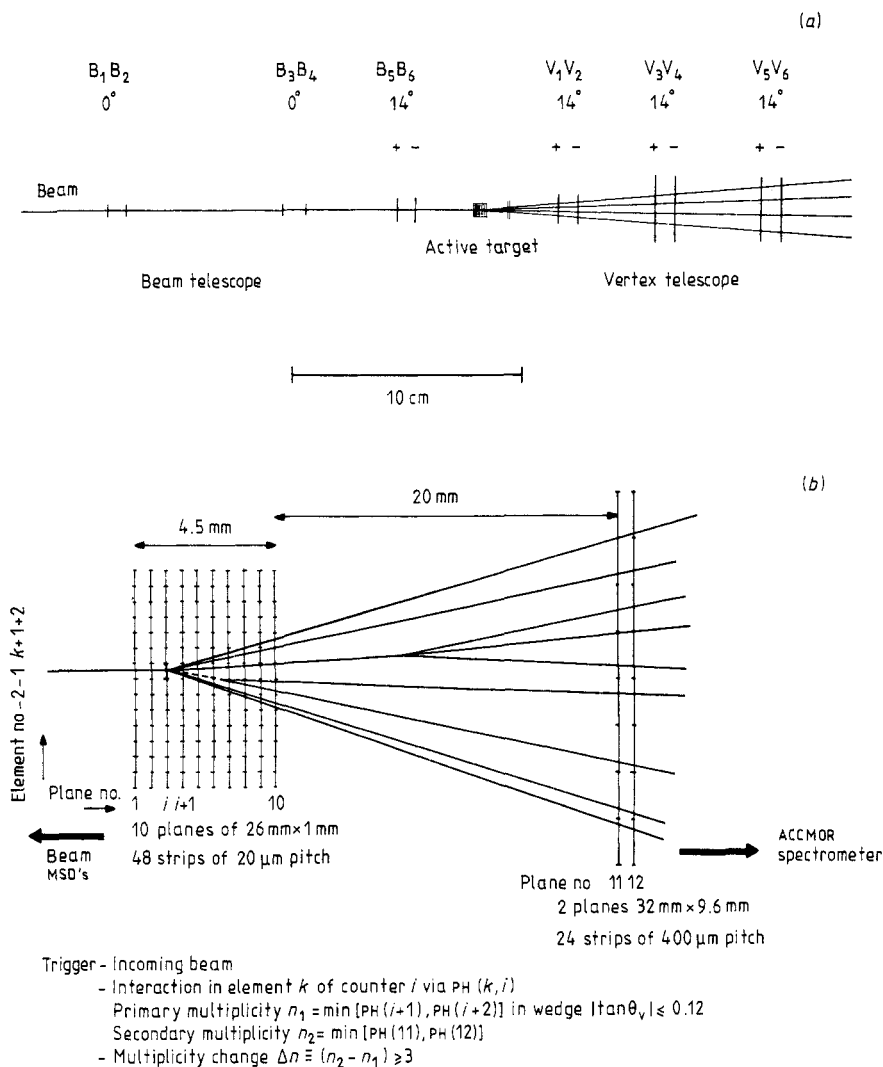 (a)
B₁B₂ B₃B₄ B₅B₆ V₁V₂ V₃V₄ V₅V₆
0° 0° 14° 14° 14° 14°
+ - + - + - + -
Beam
Active target
Beam telescope Vertex telescope
10 cm
(b)
20 mm
4.5 mm
Element no -2-1 k+1+2
Plane no.
1 i i+1 10
10 planes of 26 mm×1 mm
Beam MSD's
48 strips of 20 μm pitch
ACCMOR
spectrometer
Plane no 11 12
2 planes 32 mm×9.6 mm
24 strips of 400 μm pitch
Trigger - Incoming beam
- Interaction in element k of counter i via PH (k,i)
Primary multiplicity n₁ = min [PH(i+1), PH(i+2)] in wedge |tanθᵥ| ≤ 0.12
Secondary multiplicity n₂= min [PH(11), PH(12)]
- Multiplicity change Δn ≡ (n₂ - n₁) ≥3